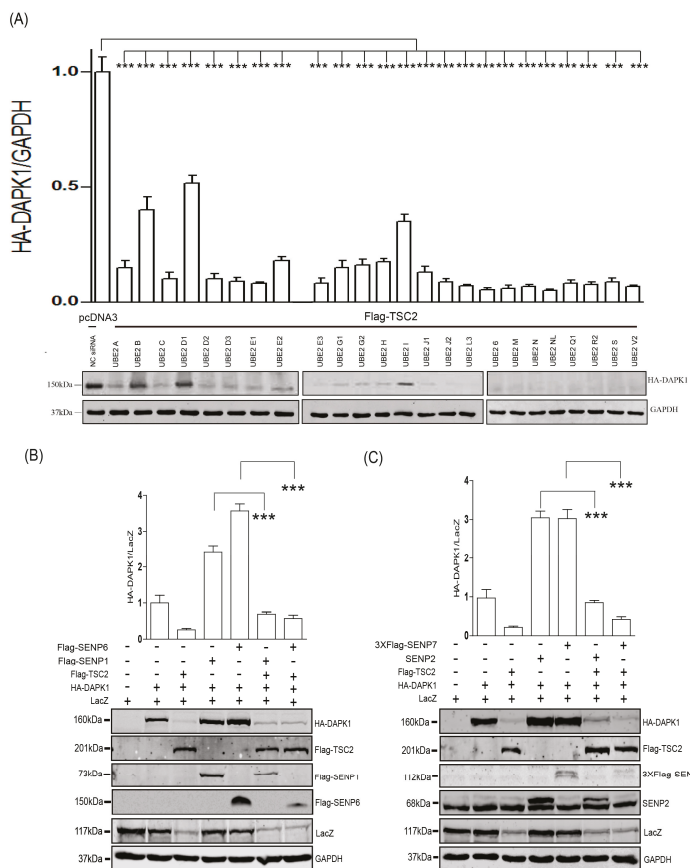 (A)
*** *** *** *** *** *** *** *** *** *** *** *** *** *** *** *** *** *** *** *** *** *** *** ***
1.0
0.5
0.0
HA-DAPK1/GAPDH
pcDNA3 Flag-TSC2
NC siRNA UBE2 A UBE2 B UBE2 C UBE2 D1 UBE2 D2 UBE2 D3 UBE2 E1 UBE2 E2 UBE2 E3 UBE2 G1 UBE2 G2 UBE2 H UBE2 I UBE2 J1 UBE2 J2 UBE2 L3 UBE2 6 UBE2 M UBE2 N UBE2 NL UBE2 Q1 UBE2 R2 UBE2 S UBE2 V2
150kDa HA-DAPK1
37kDa GAPDH
(B)
***
***
4
3
2
1
0
HA-DAPK1/LacZ
Flag-SENP6 - - - - + - +
Flag-SENP1 - - - + - + -
Flag-TSC2 - - + - - + +
HA-DAPK1 - + + + + + +
LacZ + + + + + + +
160kDa HA-DAPK1
201kDa Flag-TSC2
73kDa Flag-SENP1
150kDa Flag-SENP6
117kDa LacZ
37kDa GAPDH
(C)
***
***
4
3
2
1
0
HA-DAPK1/LacZ
3XFlag-SENP7 - - - - + - +
SENP2 - - - + - + -
Flag-TSC2 - - + - - + +
HA-DAPK1 - + + + + + +
LacZ + + + + + + +
160kDa HA-DAPK1
201kDa Flag-TSC2
112kDa 3XFlag-SEN
68kDa SENP2
117kDa LacZ
37kDa GAPDH